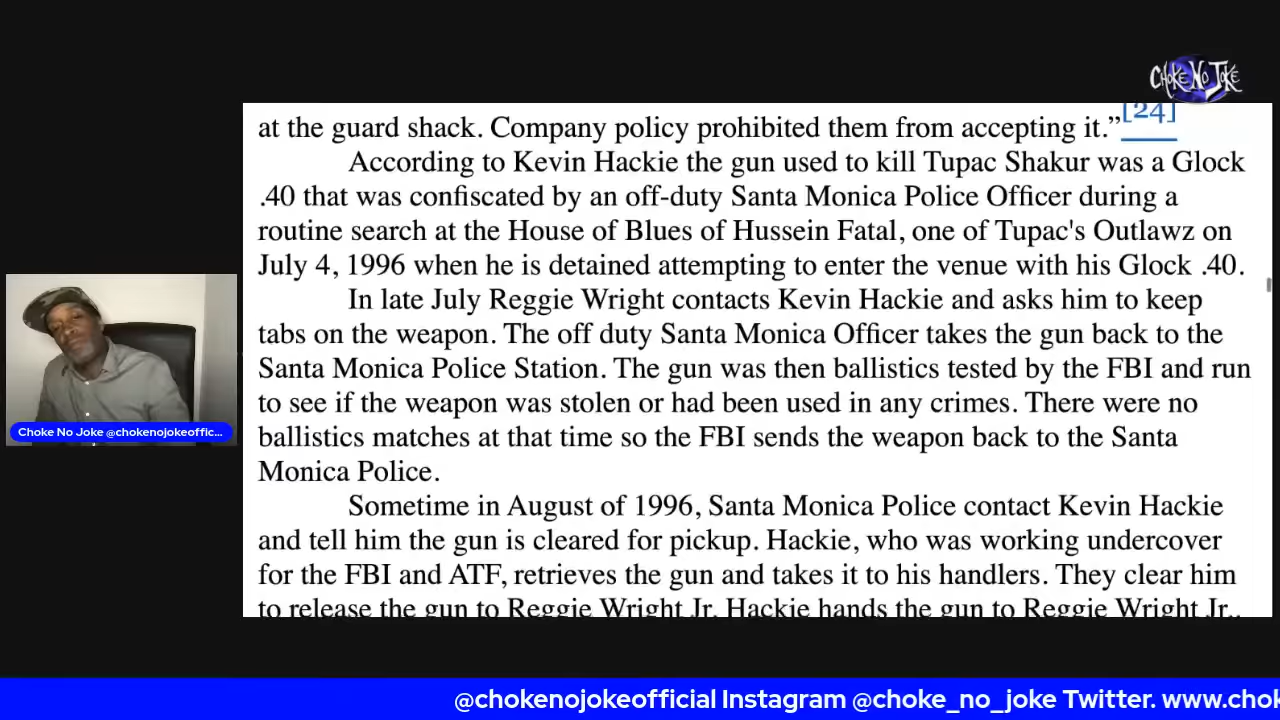 CHOKE NO JOKE
at the guard shack. Company policy prohibited them from accepting it.”[24]
According to Kevin Hackie the gun used to kill Tupac Shakur was a Glock
.40 that was confiscated by an off-duty Santa Monica Police Officer during a
routine search at the House of Blues of Hussein Fatal, one of Tupac's Outlawz on
July 4, 1996 when he is detained attempting to enter the venue with his Glock .40.
In late July Reggie Wright contacts Kevin Hackie and asks him to keep
tabs on the weapon. The off duty Santa Monica Officer takes the gun back to the
Santa Monica Police Station. The gun was then ballistics tested by the FBI and run
to see if the weapon was stolen or had been used in any crimes. There were no
ballistics matches at that time so the FBI sends the weapon back to the Santa
Monica Police.
Sometime in August of 1996, Santa Monica Police contact Kevin Hackie
and tell him the gun is cleared for pickup. Hackie, who was working undercover
for the FBI and ATF, retrieves the gun and takes it to his handlers. They clear him
to release the gun to Reggie Wright Jr. Hackie hands the gun to Reggie Wright Jr.,
Choke No Joke @chokenojokeoffic...
@chokenojokeofficial Instagram @choke_no_joke Twitter. www.chok